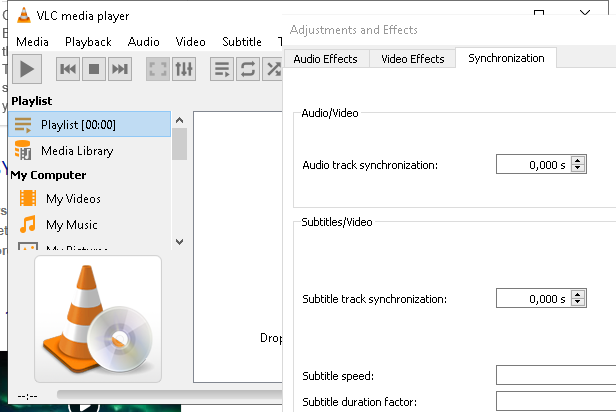 VLC media player
Adjustments and Effects
Media Playback Audio Video Subtitle
Audio Effects Video Effects Synchronization
Playlist
Playlist [00:00]
Media Library
My Computer
My Videos
My Music
My Pictures
Audio/Video
Audio track synchronization: 0,000 s
Subtitles/Video
Subtitle track synchronization: 0,000 s
Drop
Subtitle speed:
Subtitle duration factor:
--:--